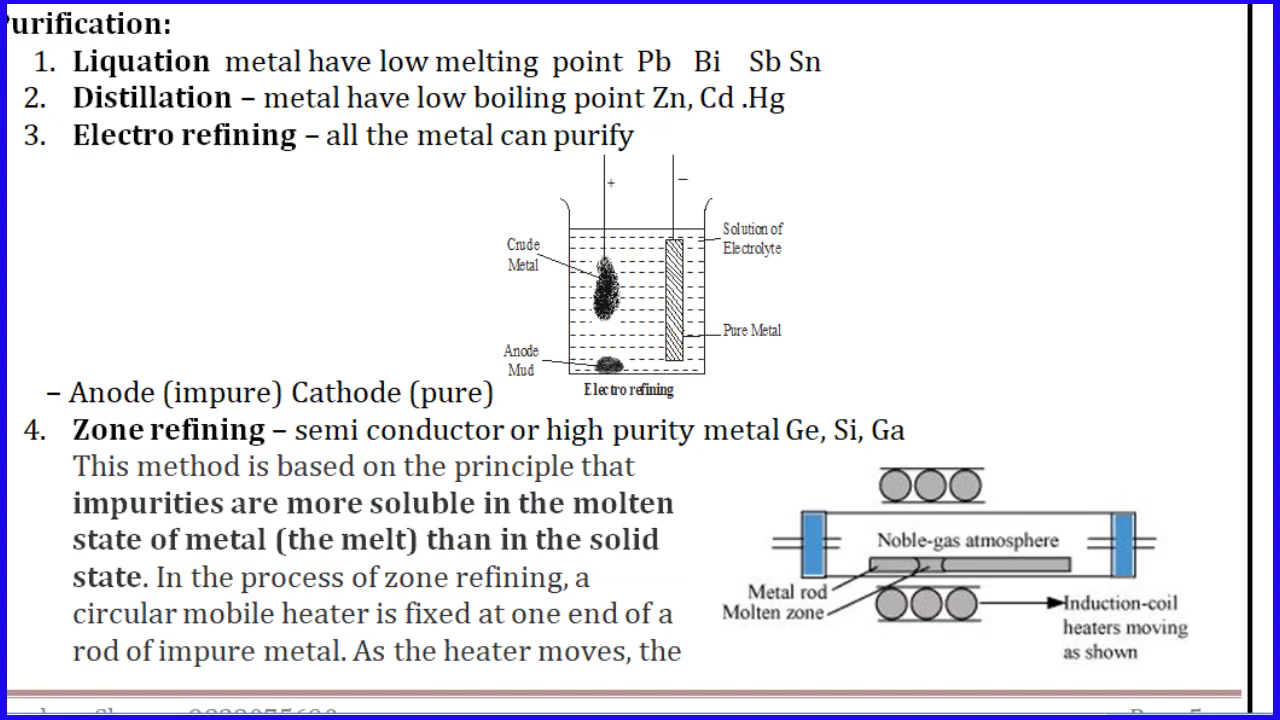 Purification:
1. Liquation metal have low melting point Pb Bi Sb Sn
2. Distillation – metal have low boiling point Zn, Cd .Hg
3. Electro refining – all the metal can purify
+ –
Solution of
Electrolyte
Crude
Metal
Pure Metal
Anode
Mud
Electro refining
– Anode (impure) Cathode (pure)
4. Zone refining – semi conductor or high purity metal Ge, Si, Ga
This method is based on the principle that
impurities are more soluble in the molten
state of metal (the melt) than in the solid
state. In the process of zone refining, a
circular mobile heater is fixed at one end of a
rod of impure metal. As the heater moves, the
Noble-gas atmosphere
Metal rod
Molten zone
Induction-coil
heaters moving
as shown